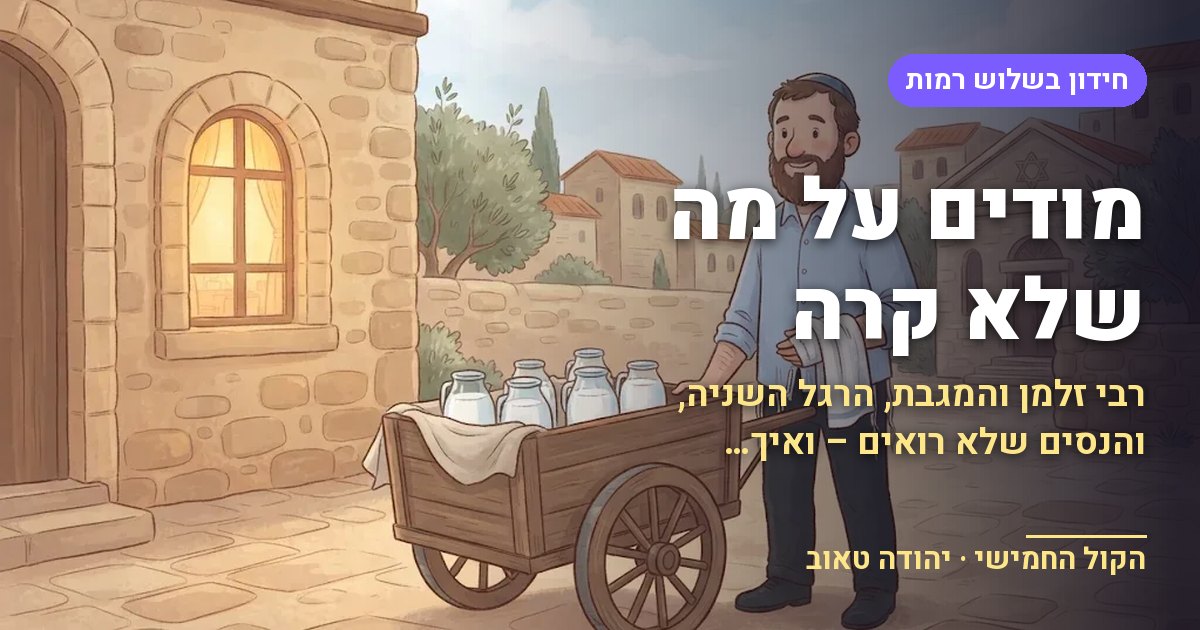 חידון בשלוש רמות
מודים על מה
שלא קרה
רבי זלמן והמגבת, הרגל השניה,
והנסים שלא רואים – ואיך...
הקול החמישי · יהודה טאוב